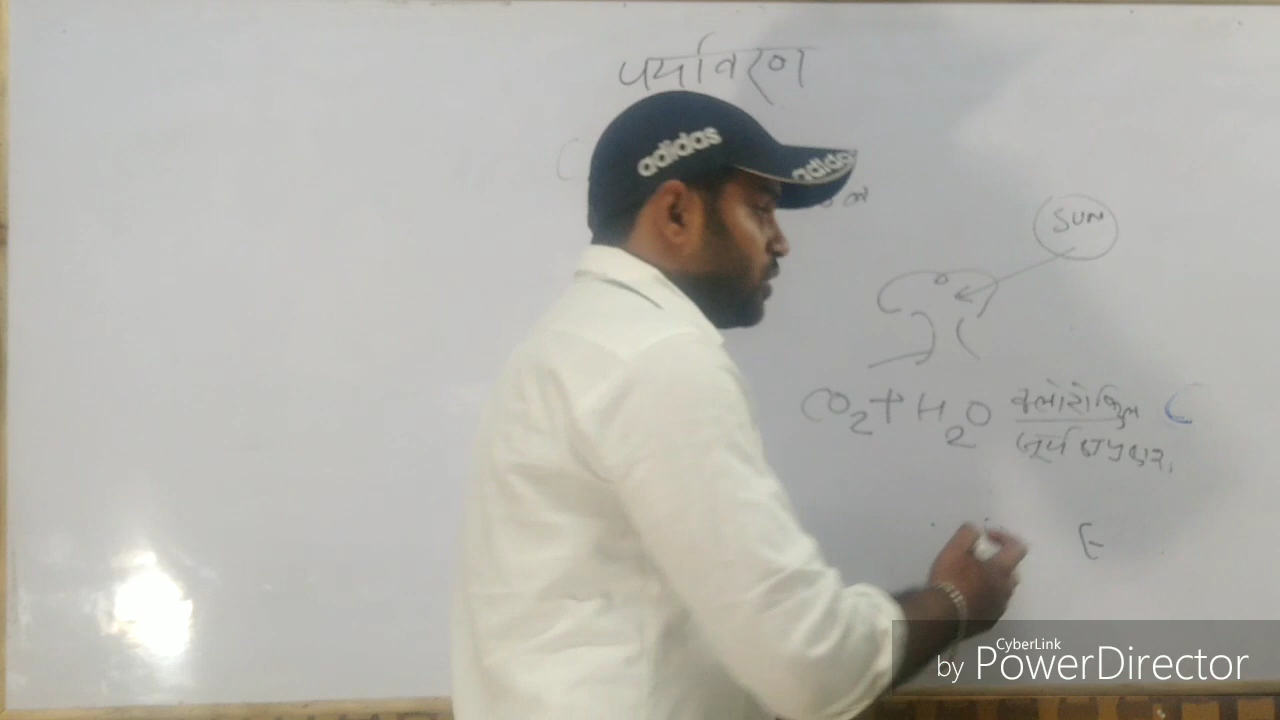 पर्यावरण
adidas
adidas
SUN
CO2 + H2O क्लोरोफिल
सूर्य प्रकाश
E
CyberLink
by PowerDirector